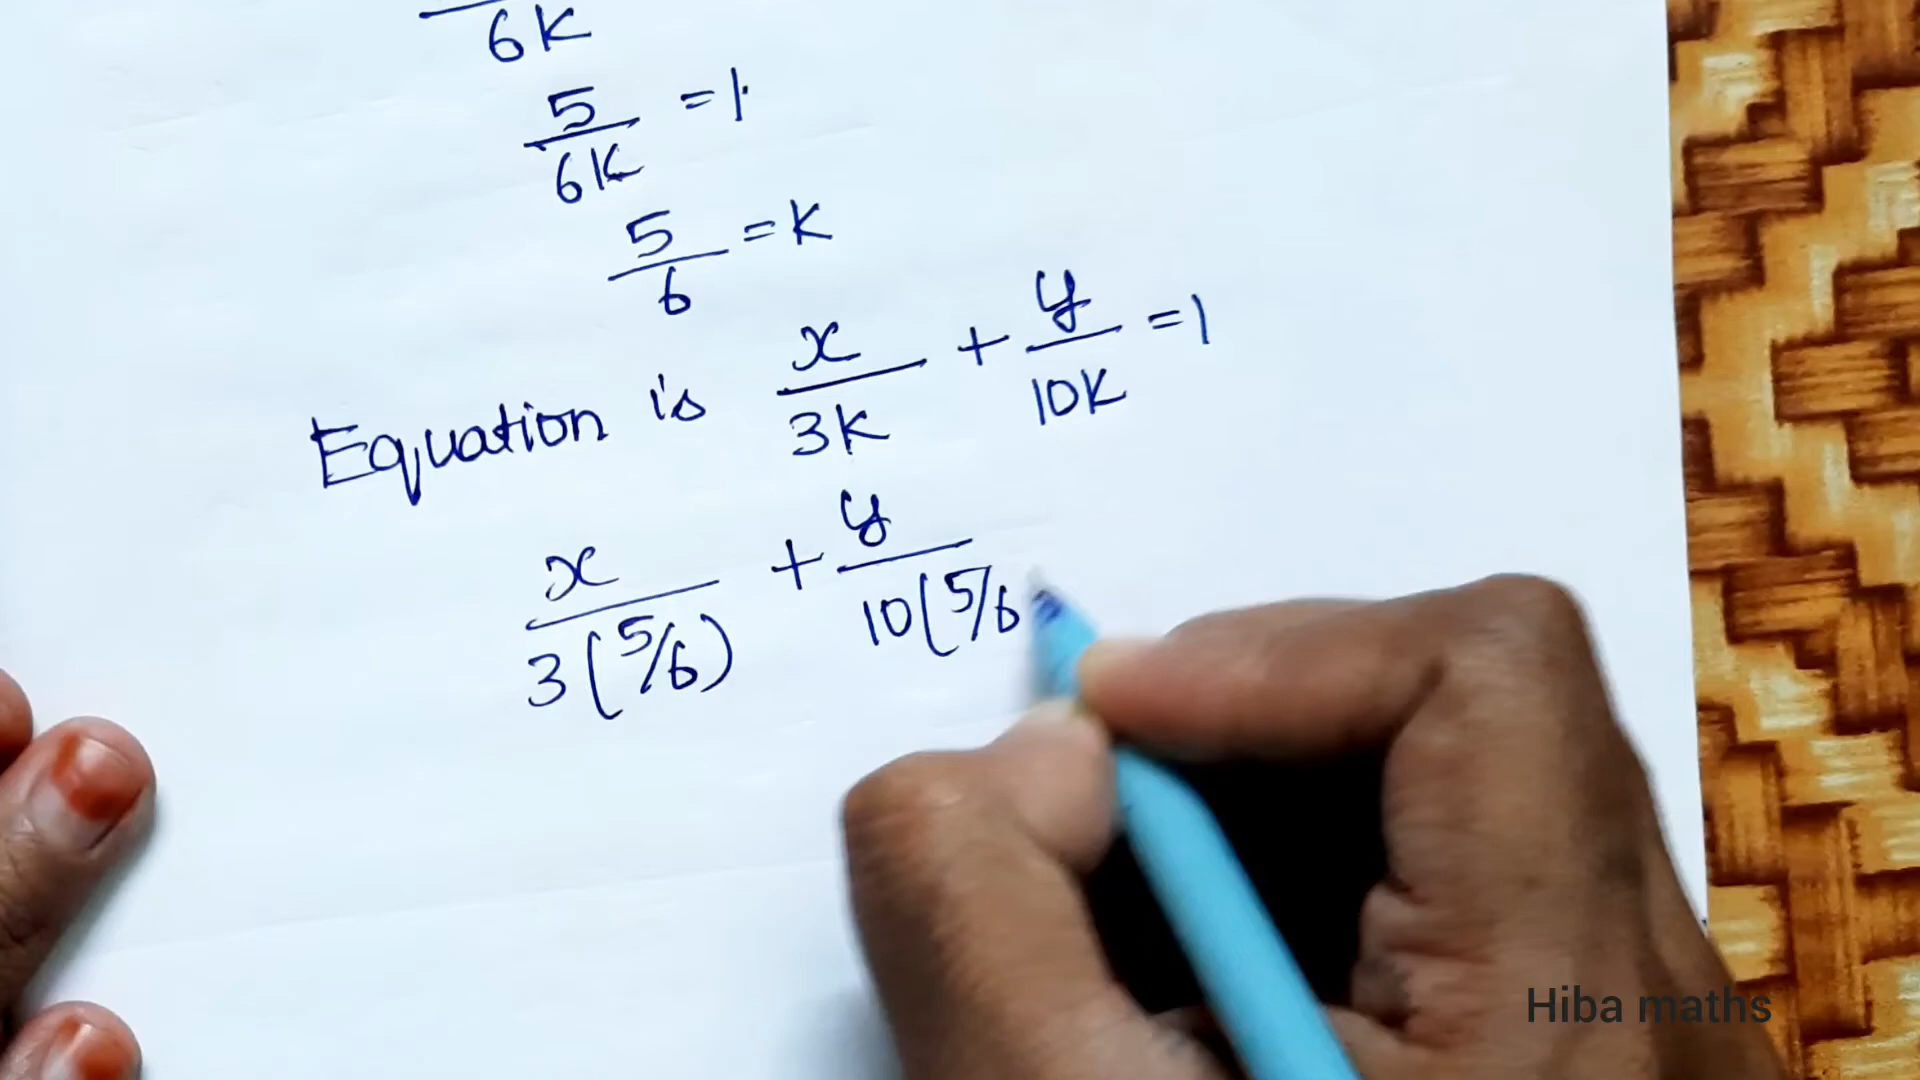 6K
5/6K = 1
5/6 = K
Equation is x/3K + y/10K = 1
x/3(5/6) + y/10(5/6
Hiba maths